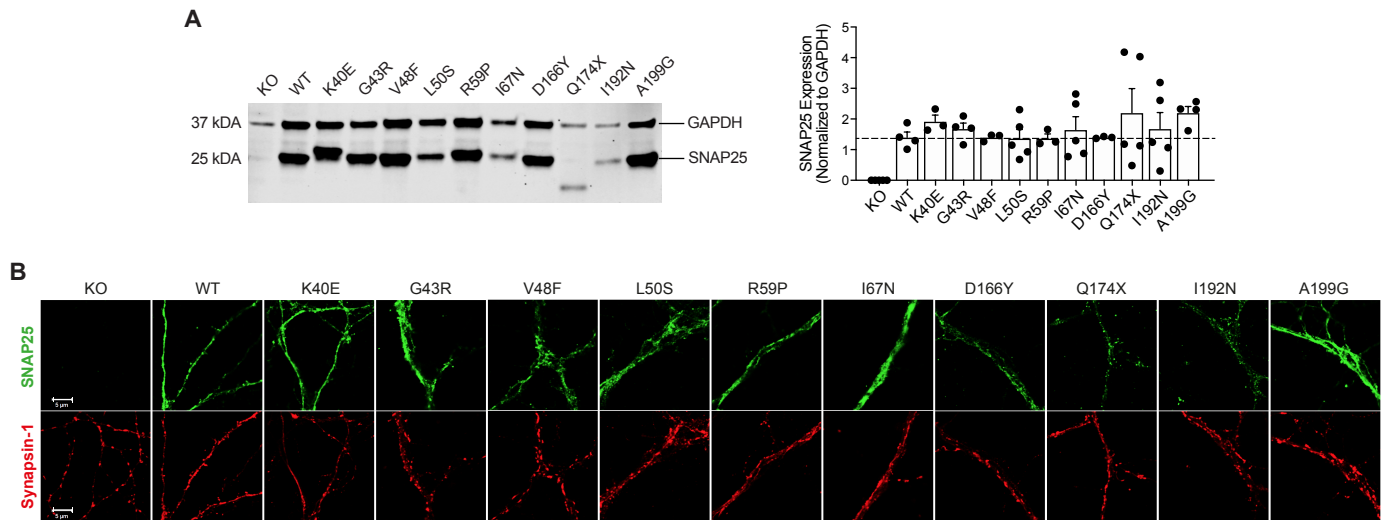 A
KO WT K40E G43R V48F L50S R59P I67N D166Y Q174X I192N A199G
37 kDA GAPDH
25 kDA SNAP25
SNAP25 Expression
(Normalized to GAPDH)
5
4
3
2
1
0
KO WT K40E G43R V48F L50S R59P I67N D166Y Q174X I192N A199G
B
KO WT K40E G43R V48F L50S R59P I67N D166Y Q174X I192N A199G
SNAP25
5 µm
Synapsin-1
5 µm